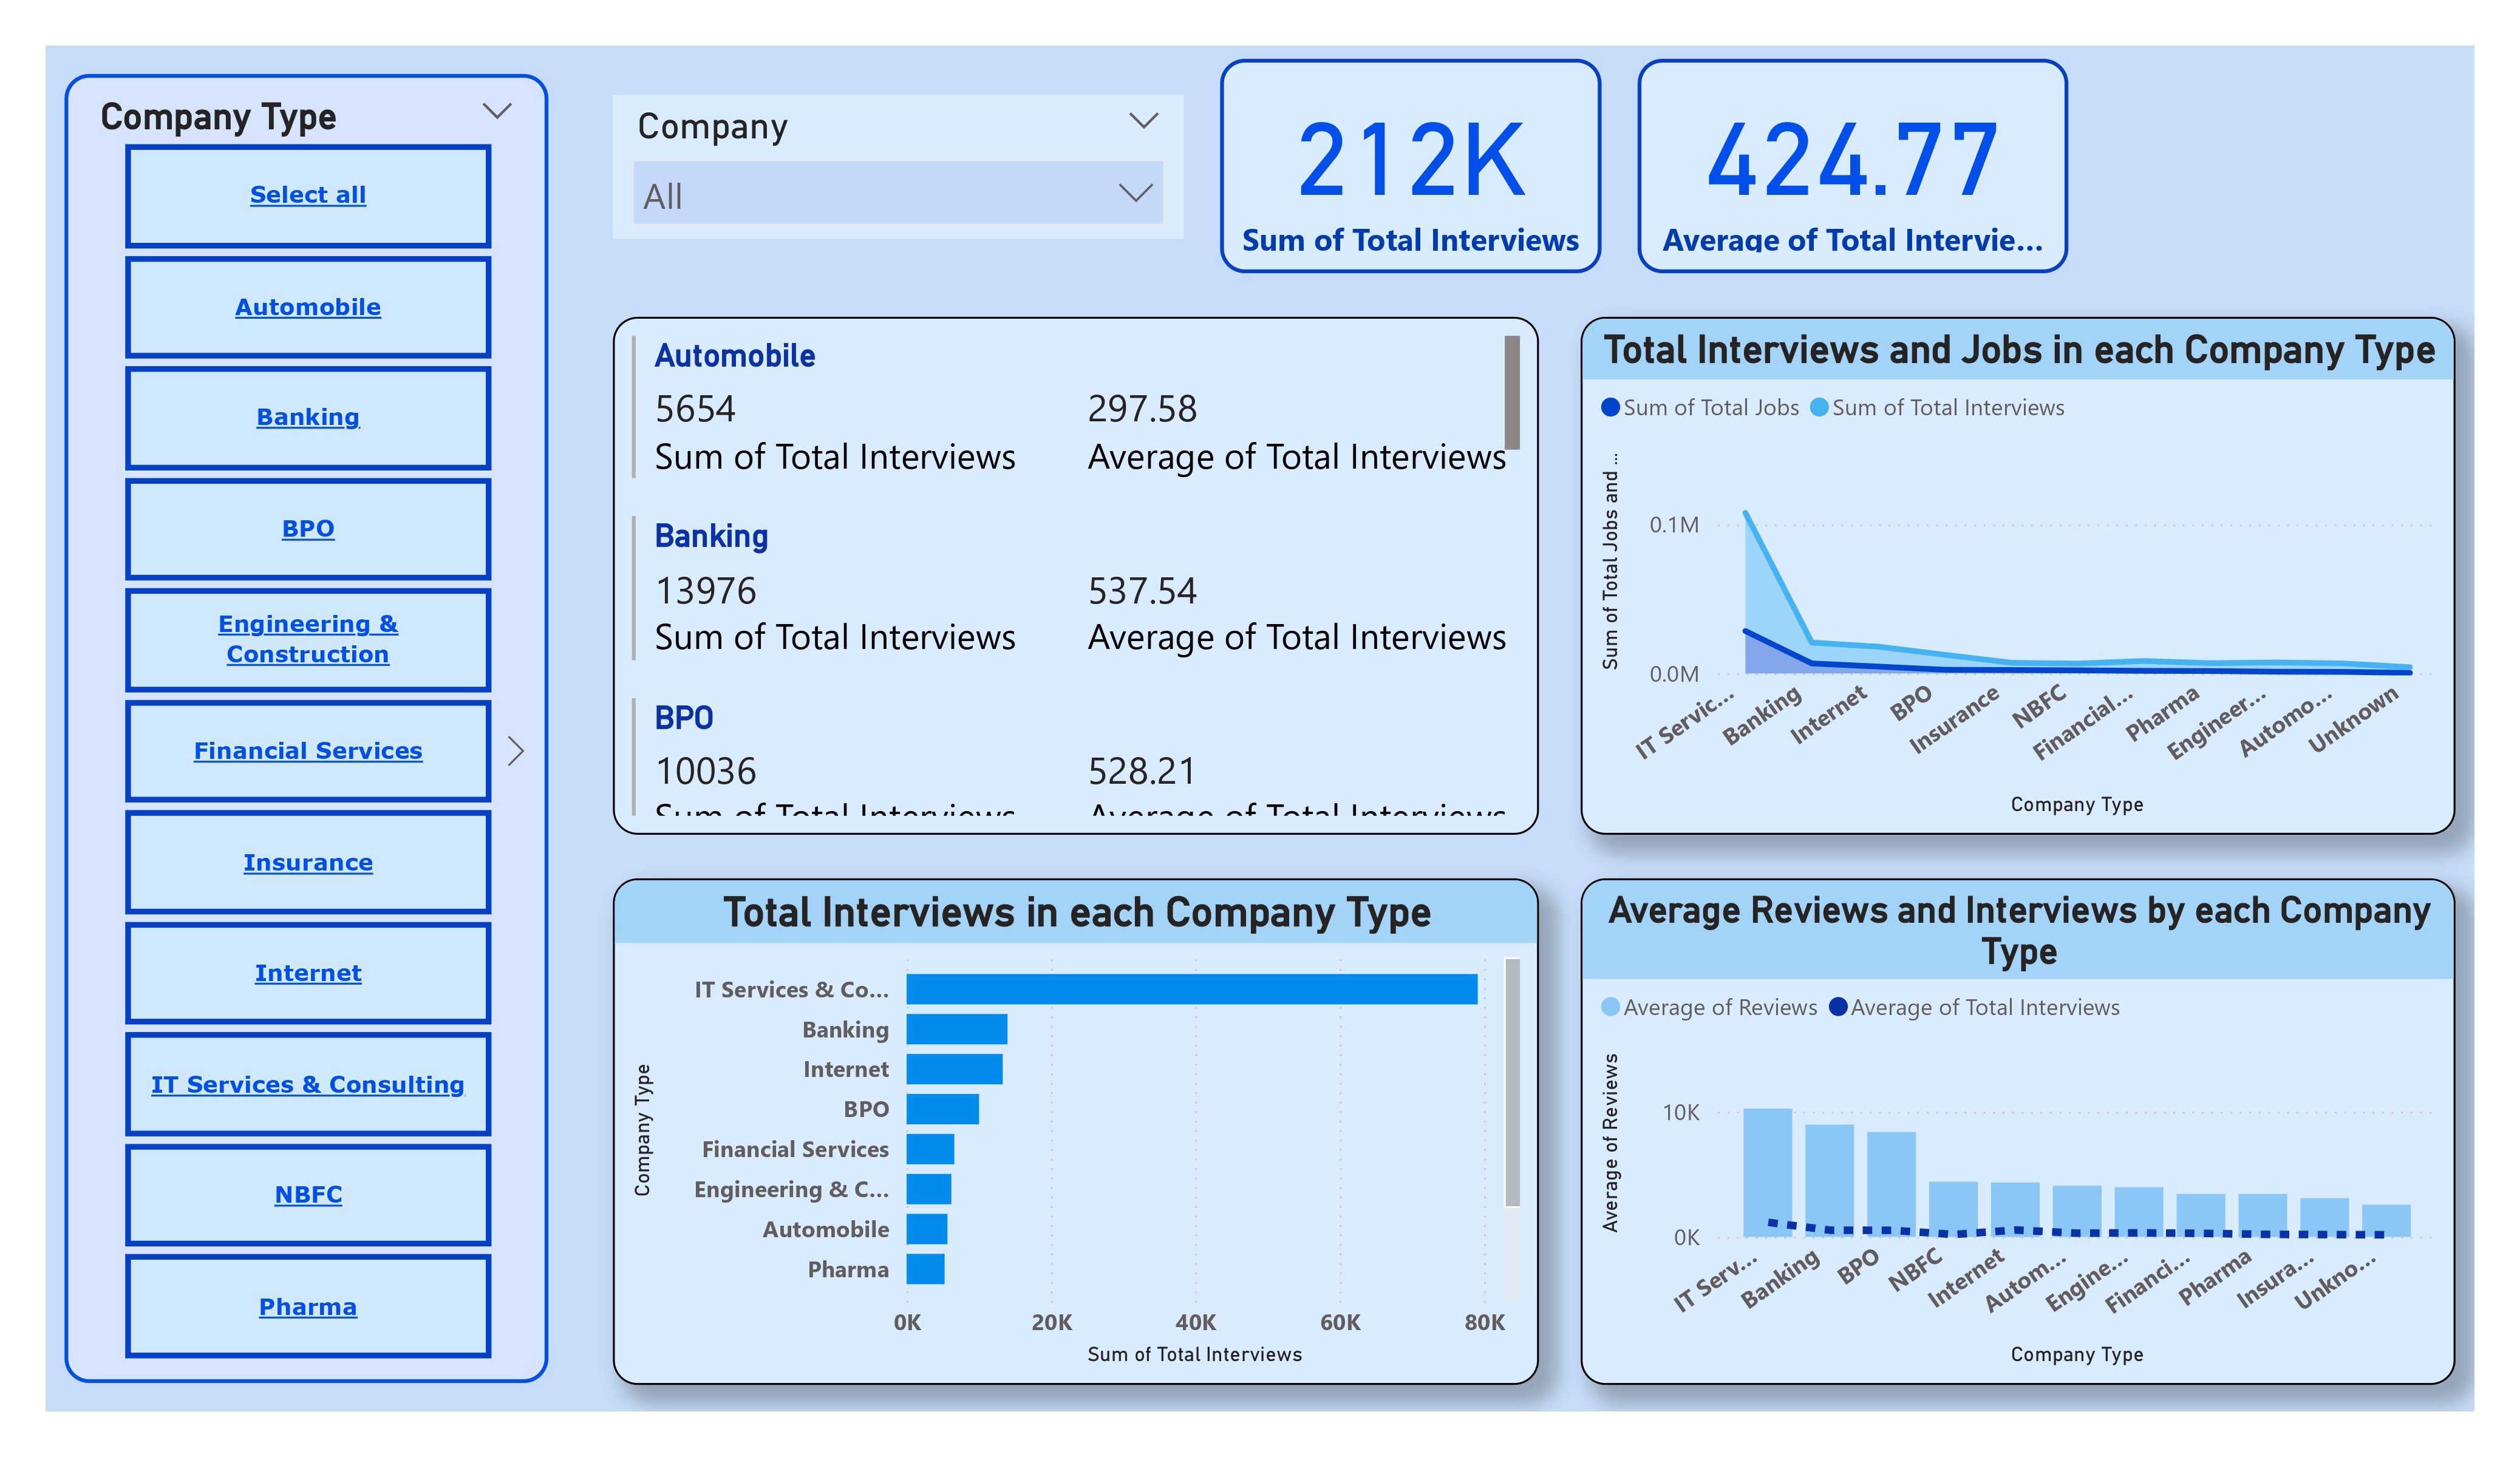 Company Type
Select all
Automobile
Banking
BPO
Engineering &
Construction
Financial Services
Insurance
Internet
IT Services & Consulting
NBFC
Pharma
Company
All
212K
Sum of Total Interviews
424.77
Average of Total Intervie...
Automobile
5654 297.58
Sum of Total Interviews Average of Total Interviews
Banking
13976 537.54
Sum of Total Interviews Average of Total Interviews
BPO
10036 528.21
Sum of Total Interviews Average of Total Interviews
Total Interviews and Jobs in each Company Type
Sum of Total Jobs Sum of Total Interviews
Sum of Total Jobs and ...
0.1M
0.0M
IT Servic... Banking Internet BPO Insurance NBFC Financial... Pharma Engineer... Automo... Unknown
Company Type
Total Interviews in each Company Type
Company Type
IT Services & Co...
Banking
Internet
BPO
Financial Services
Engineering & C...
Automobile
Pharma
0K 20K 40K 60K 80K
Sum of Total Interviews
Average Reviews and Interviews by each Company
Type
Average of Reviews Average of Total Interviews
Average of Reviews
10K
0K
IT Serv... Banking BPO NBFC Internet Autom... Engine... Financi... Pharma Insura... Unkno...
Company Type